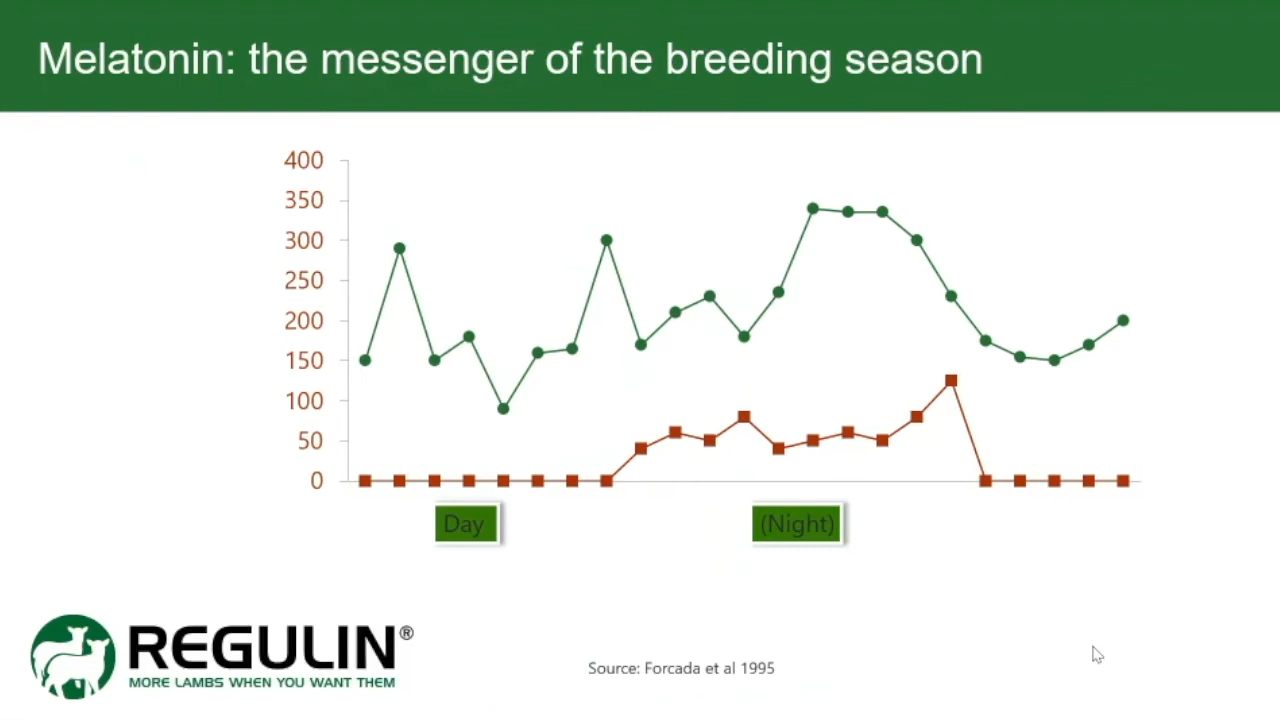 Melatonin: the messenger of the breeding season
400
350
300
250
200
150
100
50
0
Day
(Night)
REGULIN®
MORE LAMBS WHEN YOU WANT THEM
Source: Forcada et al 1995